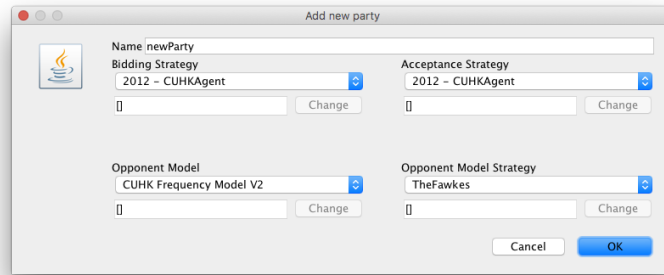 Add new party
Name newParty
Bidding Strategy
Acceptance Strategy
2012 - CUHKAgent
2012 - CUHKAgent
[]
Change
[]
Change
Opponent Model
Opponent Model Strategy
CUHK Frequency Model V2
TheFawkes
[]
Change
[]
Change
Cancel
OK